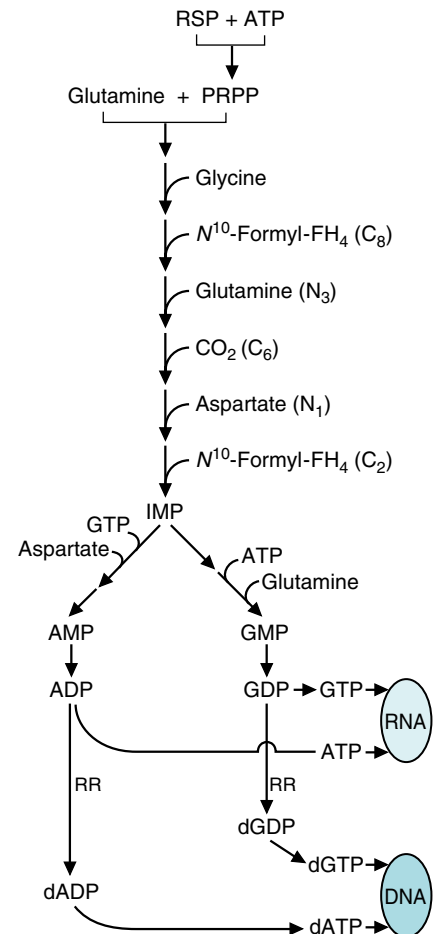 RSP + ATP
Glutamine + PRPP
Glycine
N¹⁰-Formyl-FH₄ (C₈)
Glutamine (N₃)
CO₂ (C₆)
Aspartate (N₁)
N¹⁰-Formyl-FH₄ (C₂)
IMP
GTP
Aspartate
ATP
Glutamine
AMP
GMP
ADP
GDP
GTP
RNA
ATP
RR
RR
dGDP
dGTP
dADP
DNA
dATP